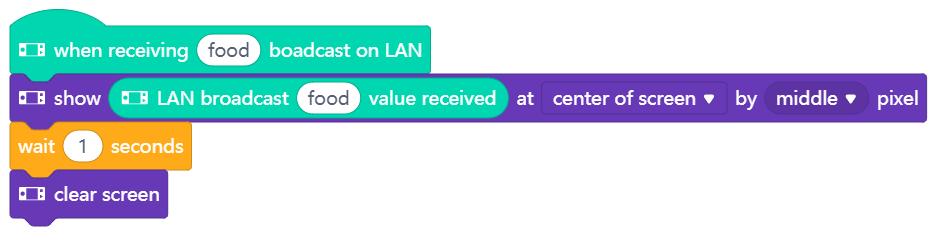 when receiving food boadcast on LAN
show LAN broadcast food value received at center of screen by middle pixel
wait 1 seconds
clear screen